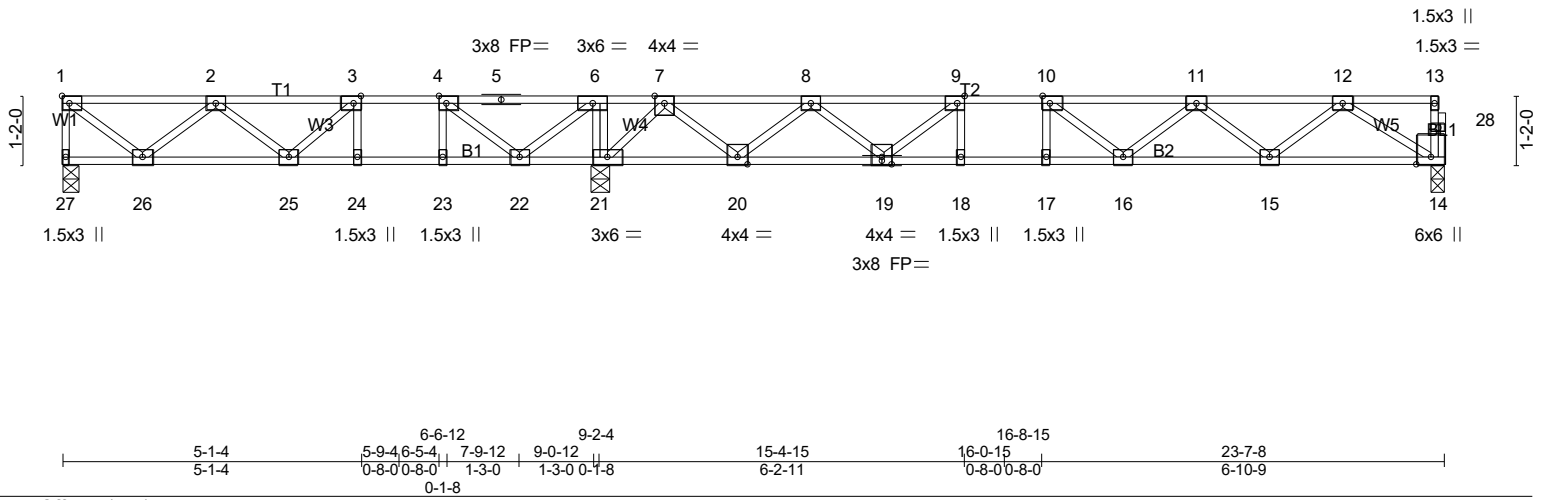 1.5x3 ||
3x8 FP= 3x6 = 4x4 = 1.5x3 =
1 2 3 4 5 6 7 8 9 10 11 12 13
T1 T2
W1 W3 W4 W5 BL1 28
1-2-0 1-2-0
B1 B2
27 26 25 24 23 22 21 20 19 18 17 16 15 14
1.5x3 || 1.5x3 || 1.5x3 || 3x6 = 4x4 = 4x4 = 1.5x3 || 1.5x3 || 6x6 ||
3x8 FP=
6-6-12 9-2-4 16-8-15
5-1-4 5-9-4 6-5-4 7-9-12 9-0-12 15-4-15 16-0-15 23-7-8
5-1-4 0-8-0 0-8-0 1-3-0 1-3-0 0-1-8 6-2-11 0-8-0 0-8-0 6-10-9
0-1-8